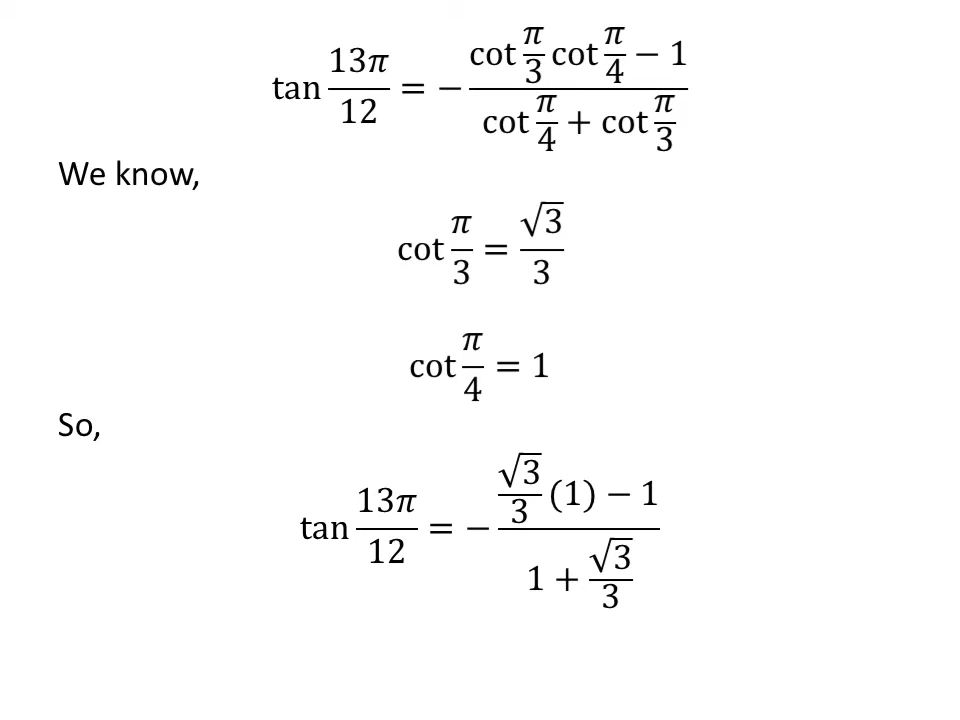 tan 13π/12 = − (cot π/3 cot π/4 − 1)/(cot π/4 + cot π/3)
We know,
cot π/3 = √3/3
cot π/4 = 1
So,
tan 13π/12 = − (√3/3 (1) − 1)/(1 + √3/3)